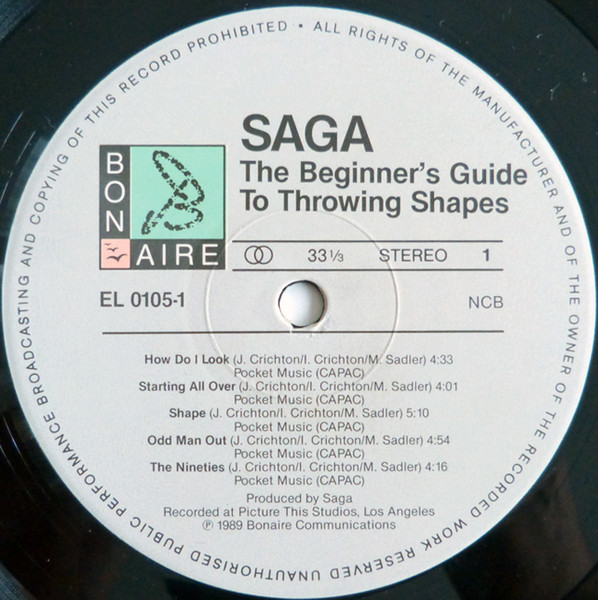 ALL RIGHTS OF THE MANUFACTURER AND OF THE OWNER OF THE RECORDED WORK RESERVED UNAUTHORISED PUBLIC PERFORMANCE BROADCASTING AND COPYING OF THIS RECORD PROHIBITED •
SAGA
The Beginner's Guide
To Throwing Shapes
BON
AIRE
33 1/3 STEREO 1
EL 0105-1 NCB
How Do I Look (J. Crichton/I. Crichton/M. Sadler) 4:33
Pocket Music (CAPAC)
Starting All Over (J. Crichton/I. Crichton/M. Sadler) 4:01
Pocket Music (CAPAC)
Shape (J. Crichton/I. Crichton/M. Sadler) 5:10
Pocket Music (CAPAC)
Odd Man Out (J. Crichton/I. Crichton/M. Sadler) 4:54
Pocket Music (CAPAC)
The Nineties (J. Crichton/I. Crichton/M. Sadler) 4:16
Pocket Music (CAPAC)
Produced by Saga
Recorded at Picture This Studios, Los Angeles
℗ 1989 Bonaire Communications